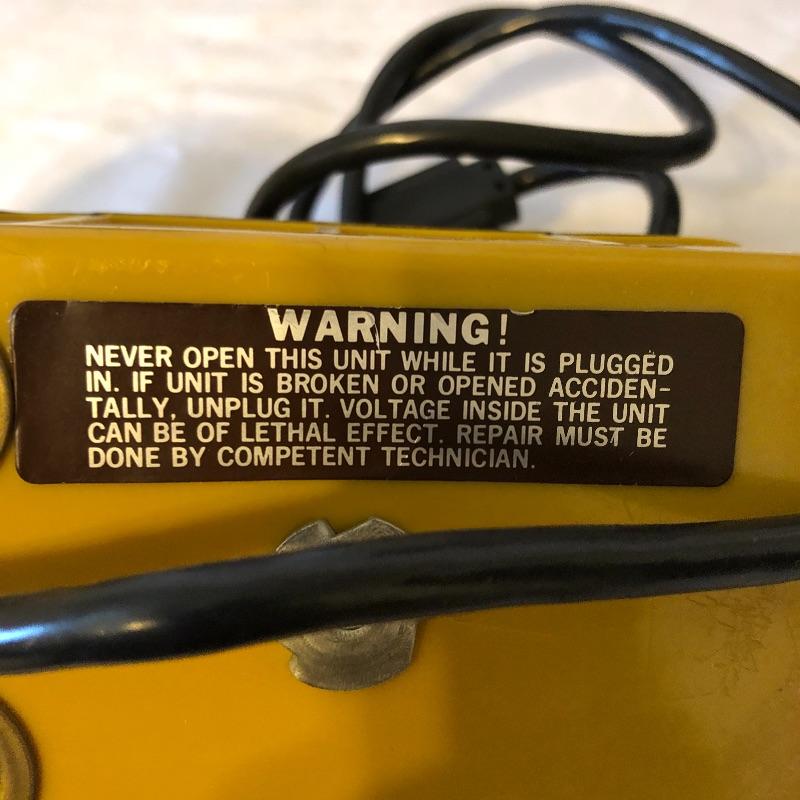 WARNING!
NEVER OPEN THIS UNIT WHILE IT IS PLUGGED
IN. IF UNIT IS BROKEN OR OPENED ACCIDEN-
TALLY, UNPLUG IT. VOLTAGE INSIDE THE UNIT
CAN BE OF LETHAL EFFECT. REPAIR MUST BE
DONE BY COMPETENT TECHNICIAN.